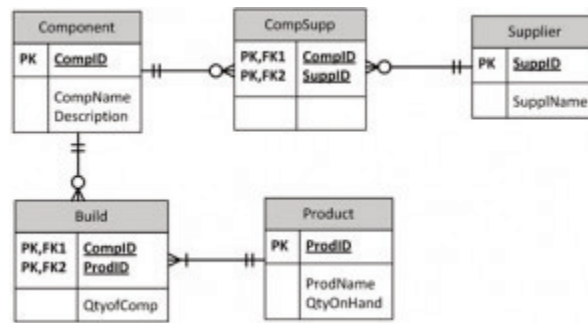 Component
PK CompID
CompName
Description
CompSupp
PK,FK1 CompID
PK,FK2 SuppID
Supplier
PK SuppID
SupplName
Build
PK,FK1 CompID
PK,FK2 ProdID
QtyofComp
Product
PK ProdID
ProdName
QtyOnHand